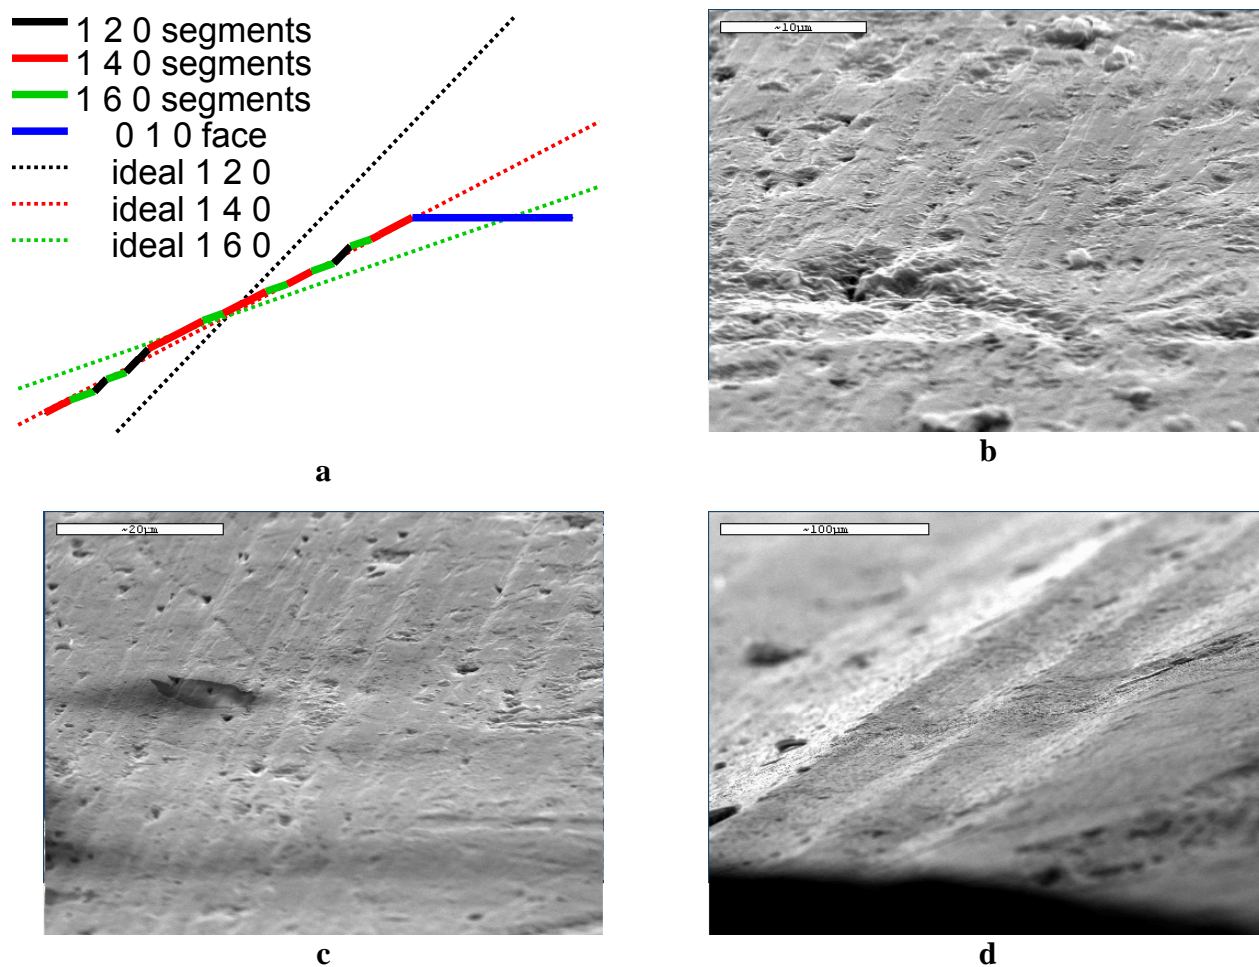 1 2 0 segments
1 4 0 segments
1 6 0 segments
0 1 0 face
ideal 1 2 0
ideal 1 4 0
ideal 1 6 0
a
~10µm
b
~20µm
c
~100µm
d